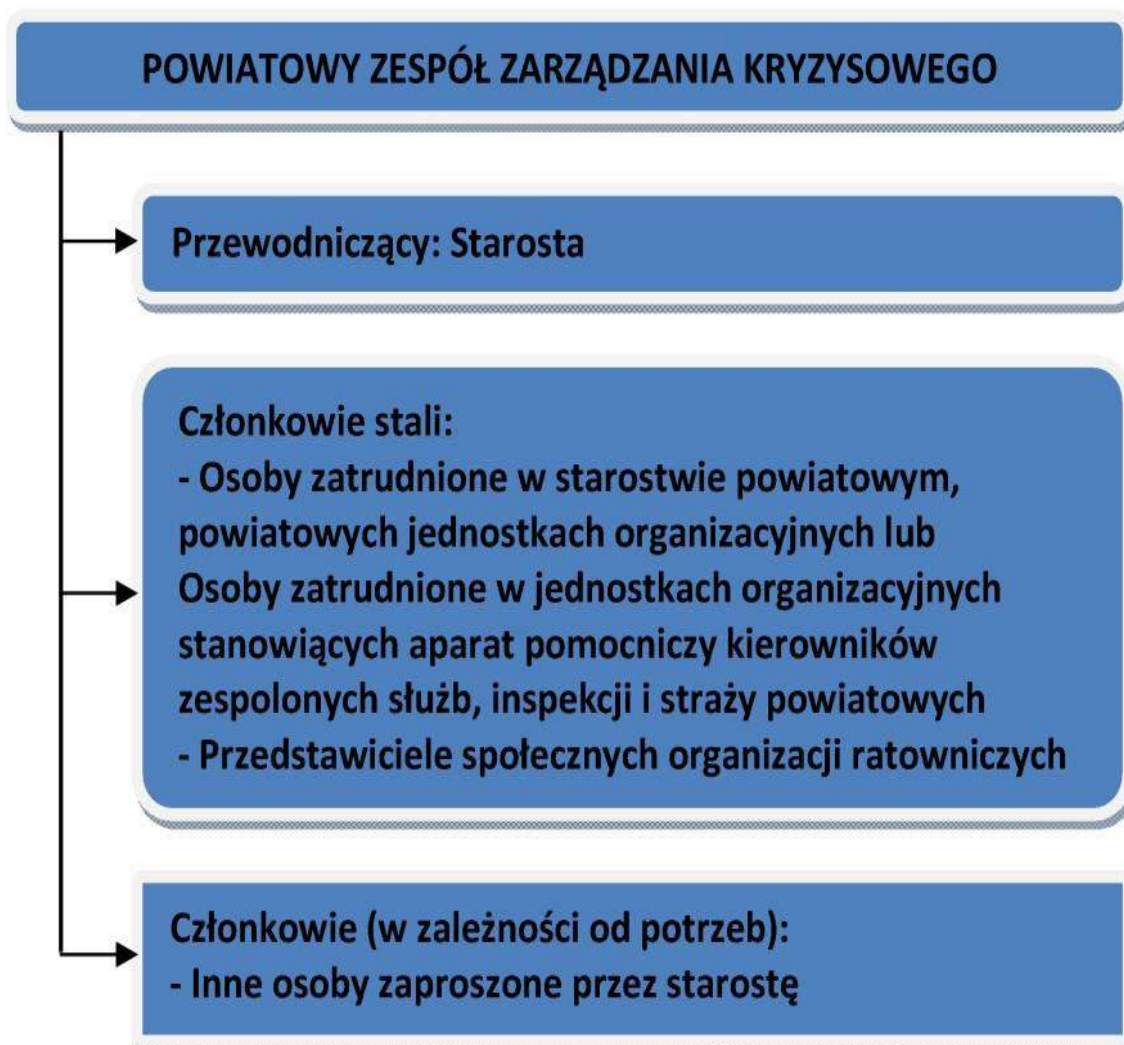 POWIATOWY ZESPÓŁ ZARZĄDZANIA KRYZYSOWEGO
Przewodniczący: Starosta
Członkowie stali:
- Osoby zatrudnione w starostwie powiatowym,
powiatowych jednostkach organizacyjnych lub
Osoby zatrudnione w jednostkach organizacyjnych
stanowiących aparat pomocniczy kierowników
zespolonych służb, inspekcji i straży powiatowych
- Przedstawiciele społecznych organizacji ratowniczych
Członkowie (w zależności od potrzeb):
- Inne osoby zaproszone przez starostę